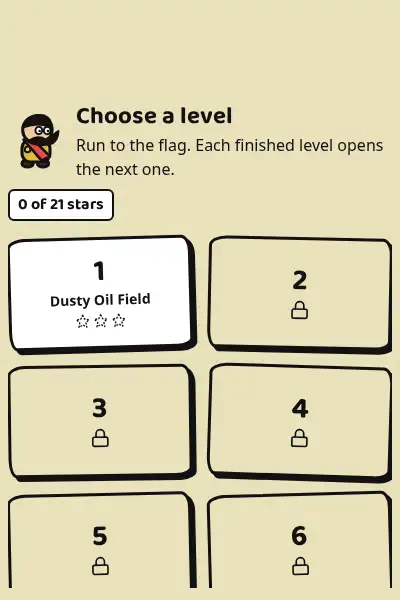 Choose a level
Run to the flag. Each finished level opens
the next one.
0 of 21 stars
1
Dusty Oil Field
2
3
4
5
6